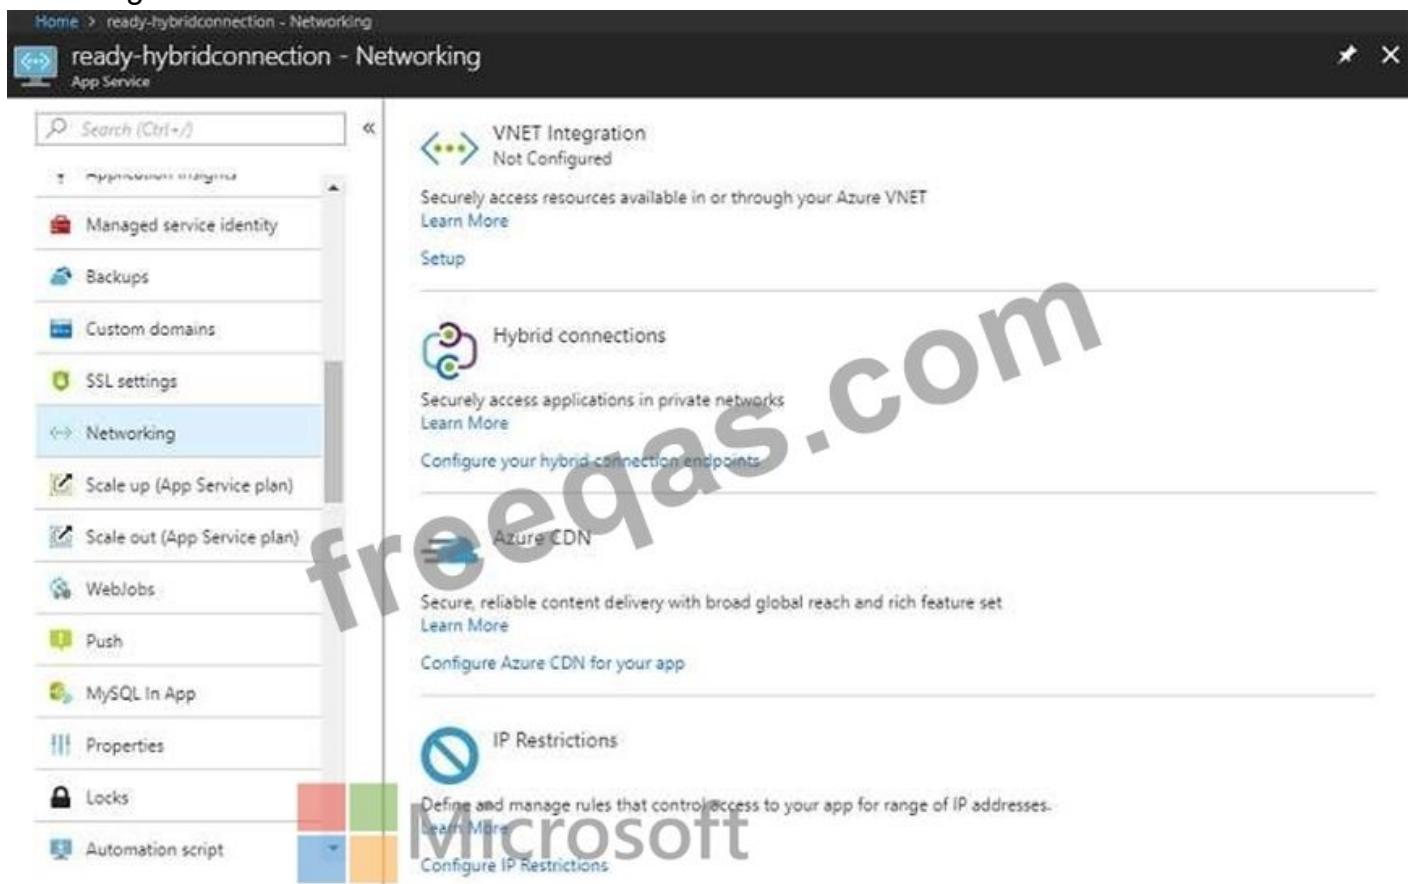 Home > ready-hybridconnection - Networking
ready-hybridconnection - Networking
App Service
Search (Ctrl+/)
Application Insights
Managed service identity
Backups
Custom domains
SSL settings
Networking
Scale up (App Service plan)
Scale out (App Service plan)
WebJobs
Push
MySQL In App
Properties
Locks
Automation script
VNET Integration
Not Configured
Securely access resources available in or through your Azure VNET
Learn More
Setup
Hybrid connections
Securely access applications in private networks
Learn More
Configure your hybrid connection endpoints
Azure CDN
Secure, reliable content delivery with broad global reach and rich feature set
Learn More
Configure Azure CDN for your app
IP Restrictions
Define and manage rules that control access to your app for range of IP addresses.
Learn More
Configure IP Restrictions
freeqas.com
Microsoft